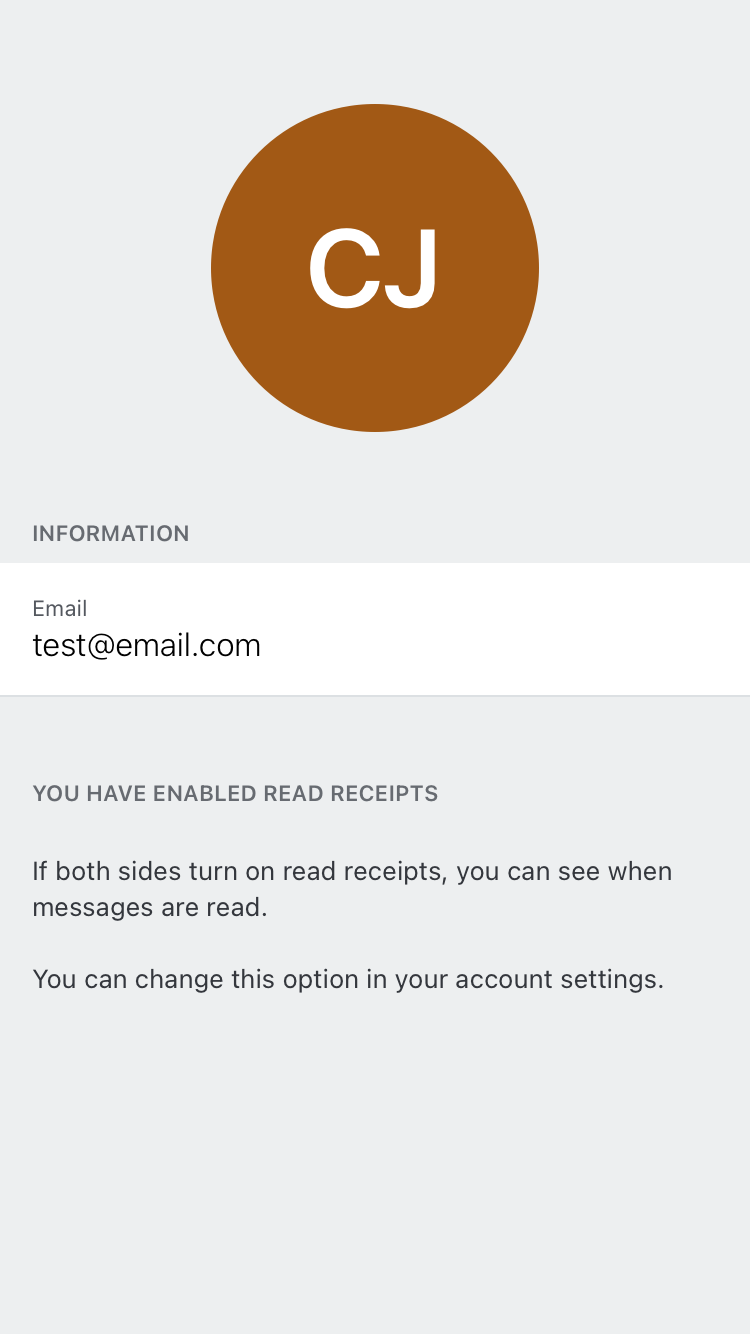 CJ
INFORMATION
Email
test@email.com
YOU HAVE ENABLED READ RECEIPTS
If both sides turn on read receipts, you can see when
messages are read.
You can change this option in your account settings.